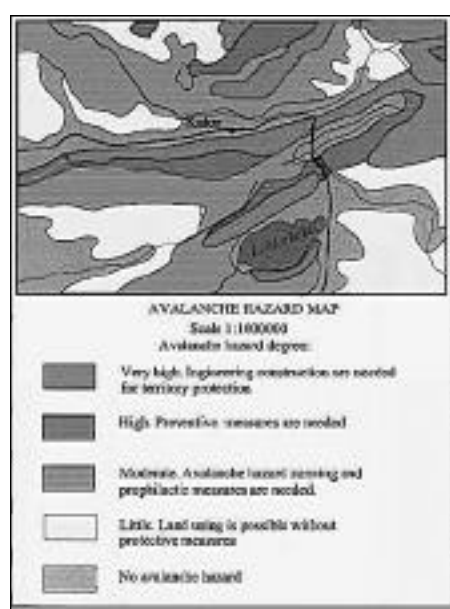 AVALANCHE HAZARD MAP
Scale 1:1000000
Avalanche hazard degree:
Very high. Engineering construction are needed
for territory protection.
High. Preventive measures are needed
Moderate. Avalanche hazard zonning and
prophilactic measures are needed.
Little. Land using is possible without
protective measures
No avalanche hazard